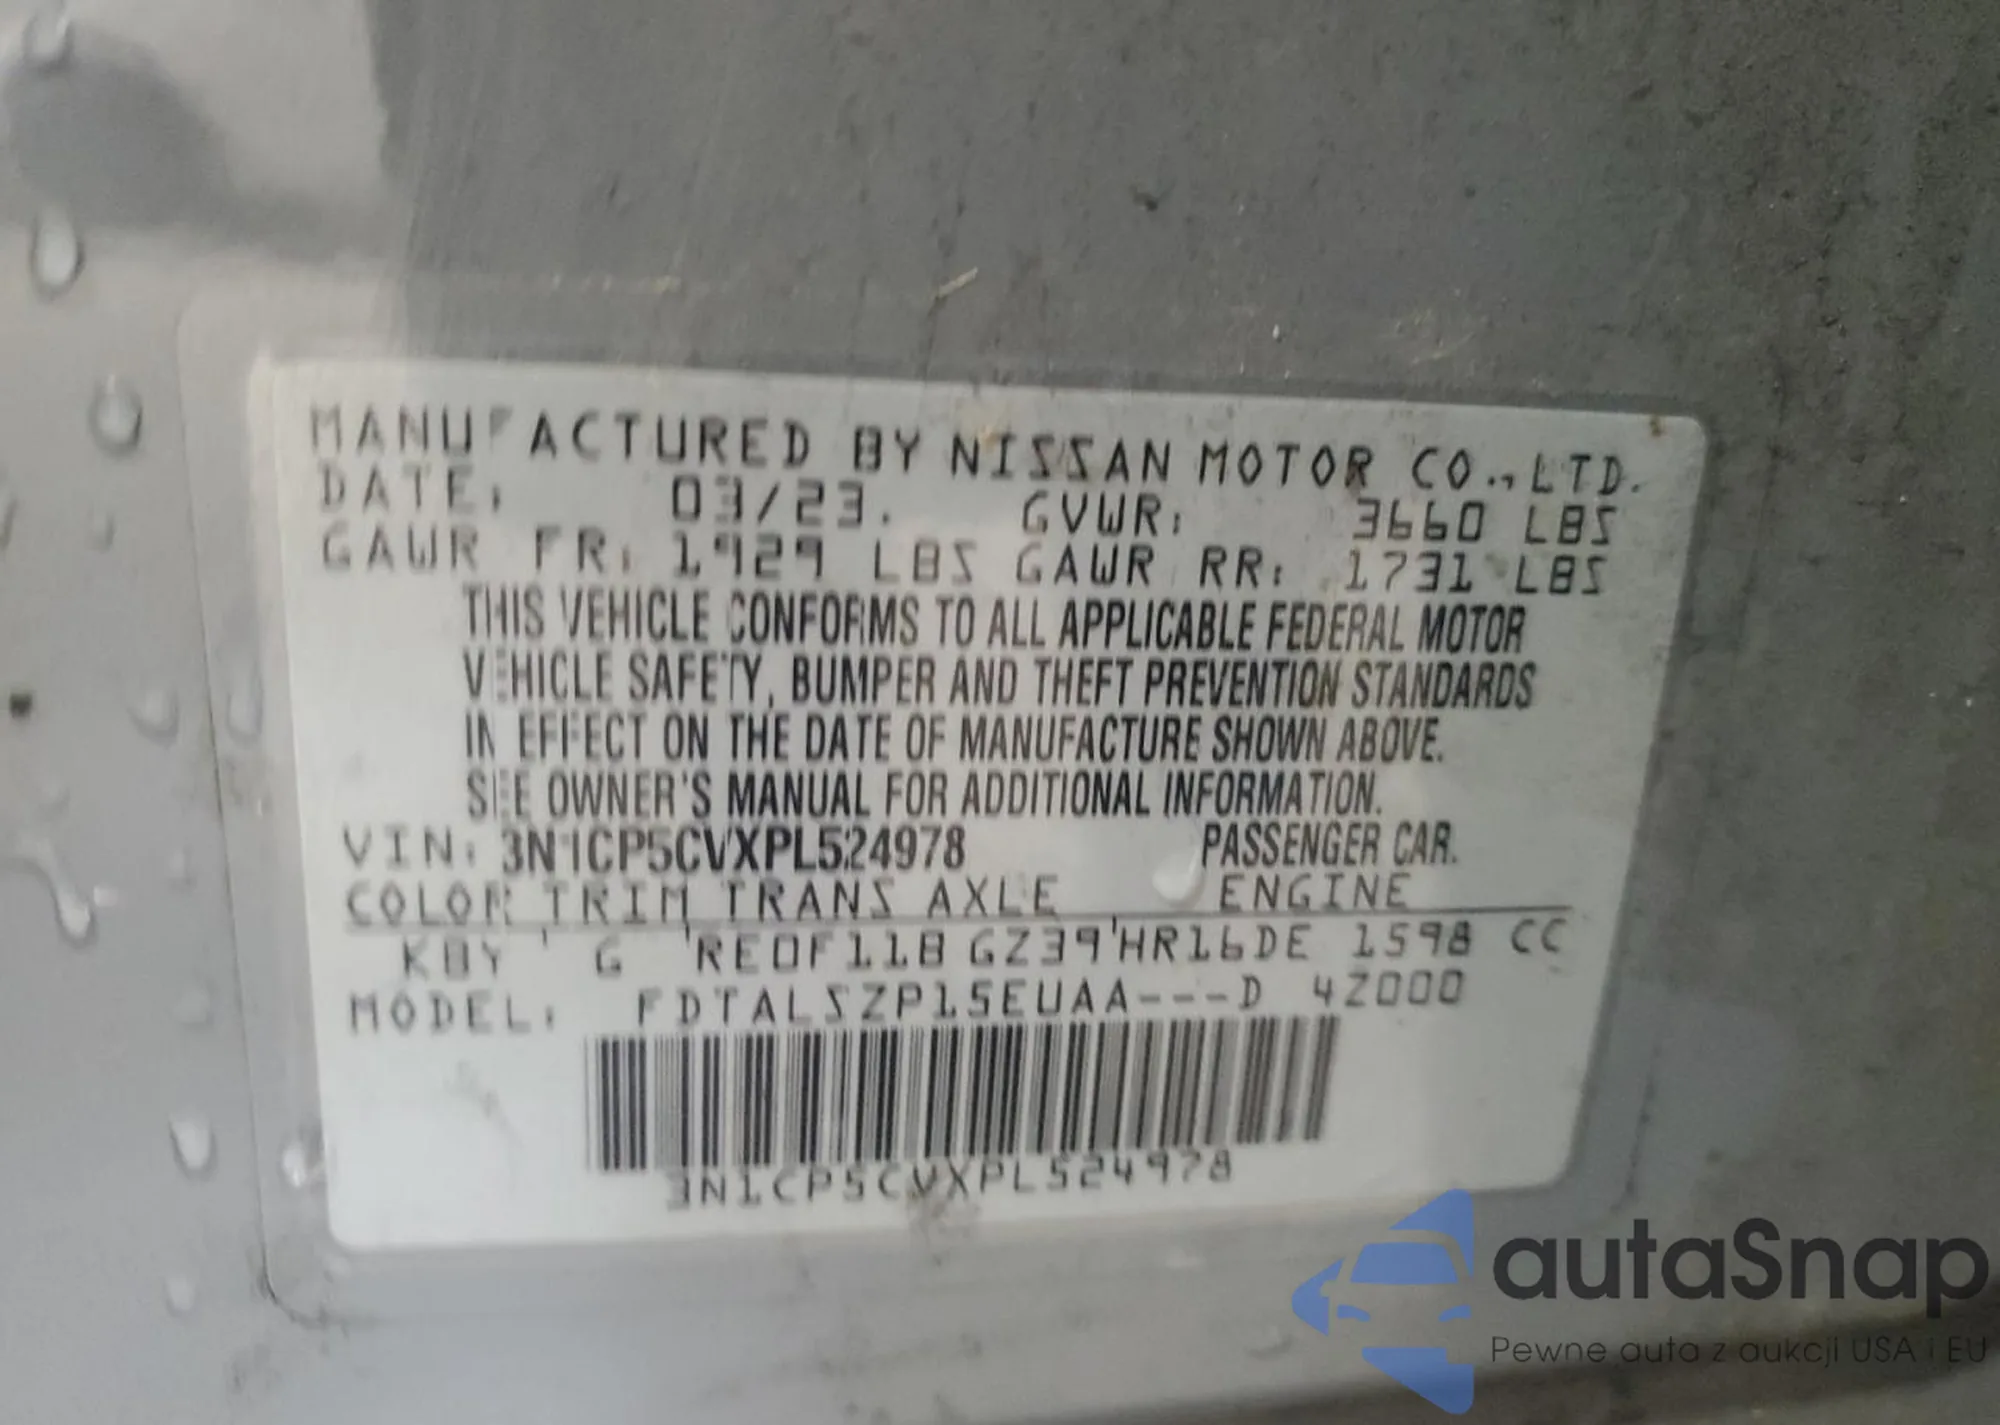 MANUFACTURED BY NISSAN MOTOR CO., LTD.
DATE: 03/23. GVWR: 3660 LBS
GAWR FR: 1929 LBS GAWR RR: 1731 LBS
THIS VEHICLE CONFORMS TO ALL APPLICABLE FEDERAL MOTOR
VEHICLE SAFETY, BUMPER AND THEFT PREVENTION STANDARDS
IN EFFECT ON THE DATE OF MANUFACTURE SHOWN ABOVE.
SEE OWNER'S MANUAL FOR ADDITIONAL INFORMATION.
VIN: 3N1CP5CVXPL524978 PASSENGER CAR.
COLOR TRIM TRANS AXLE ENGINE
KBY G RE0F11B GZ39 HR16DE 1598 CC
MODEL: FDTALSZP15EUAA---D 4Z000
3N1CP5CVXPL524978
autaSnap
Pewne auta z aukcji USA i EU